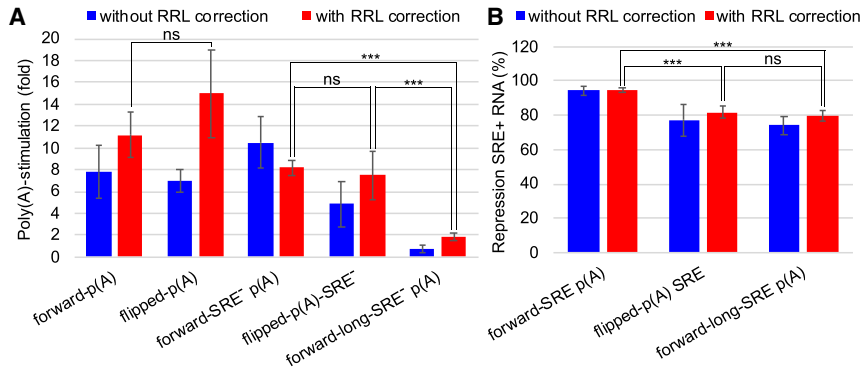 A
without RRL correction
with RRL correction
Poly(A)-stimulation (fold)
20
18
16
14
12
10
8
6
4
2
0
ns
***
ns
***
forward-p(A)
flipped-p(A)
forward-SRE⁻ p(A)
flipped-p(A)-SRE⁻
forward-long-SRE⁻ p(A)
B
without RRL correction
with RRL correction
Repression SRE+ RNA (%)
120
100
80
60
40
20
0
***
***
ns
forward-SRE p(A)
flipped-p(A) SRE
forward-long-SRE p(A)